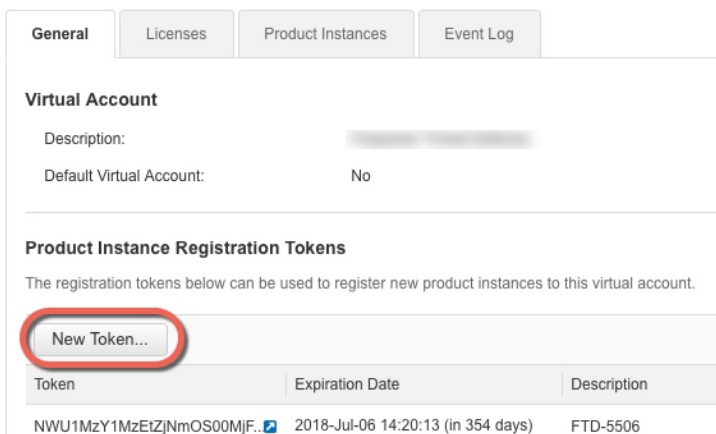 General Licenses Product Instances Event Log
Virtual Account
Description:
Default Virtual Account: No
Product Instance Registration Tokens
The registration tokens below can be used to register new product instances to this virtual account.
New Token...
Token Expiration Date Description
NWU1MzY1MzEtZjNmOS00MjF... 2018-Jul-06 14:20:13 (in 354 days) FTD-5506